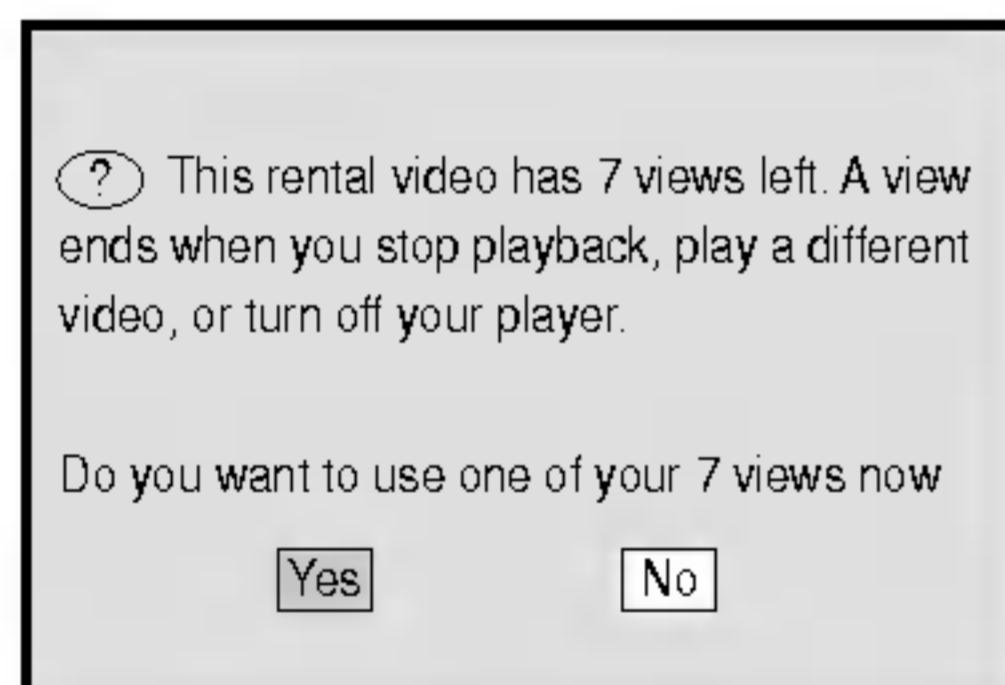 ? This rental video has 7 views left. A view
ends when you stop playback, play a different
video, or turn off your player.
Do you want to use one of your 7 views now
Yes No